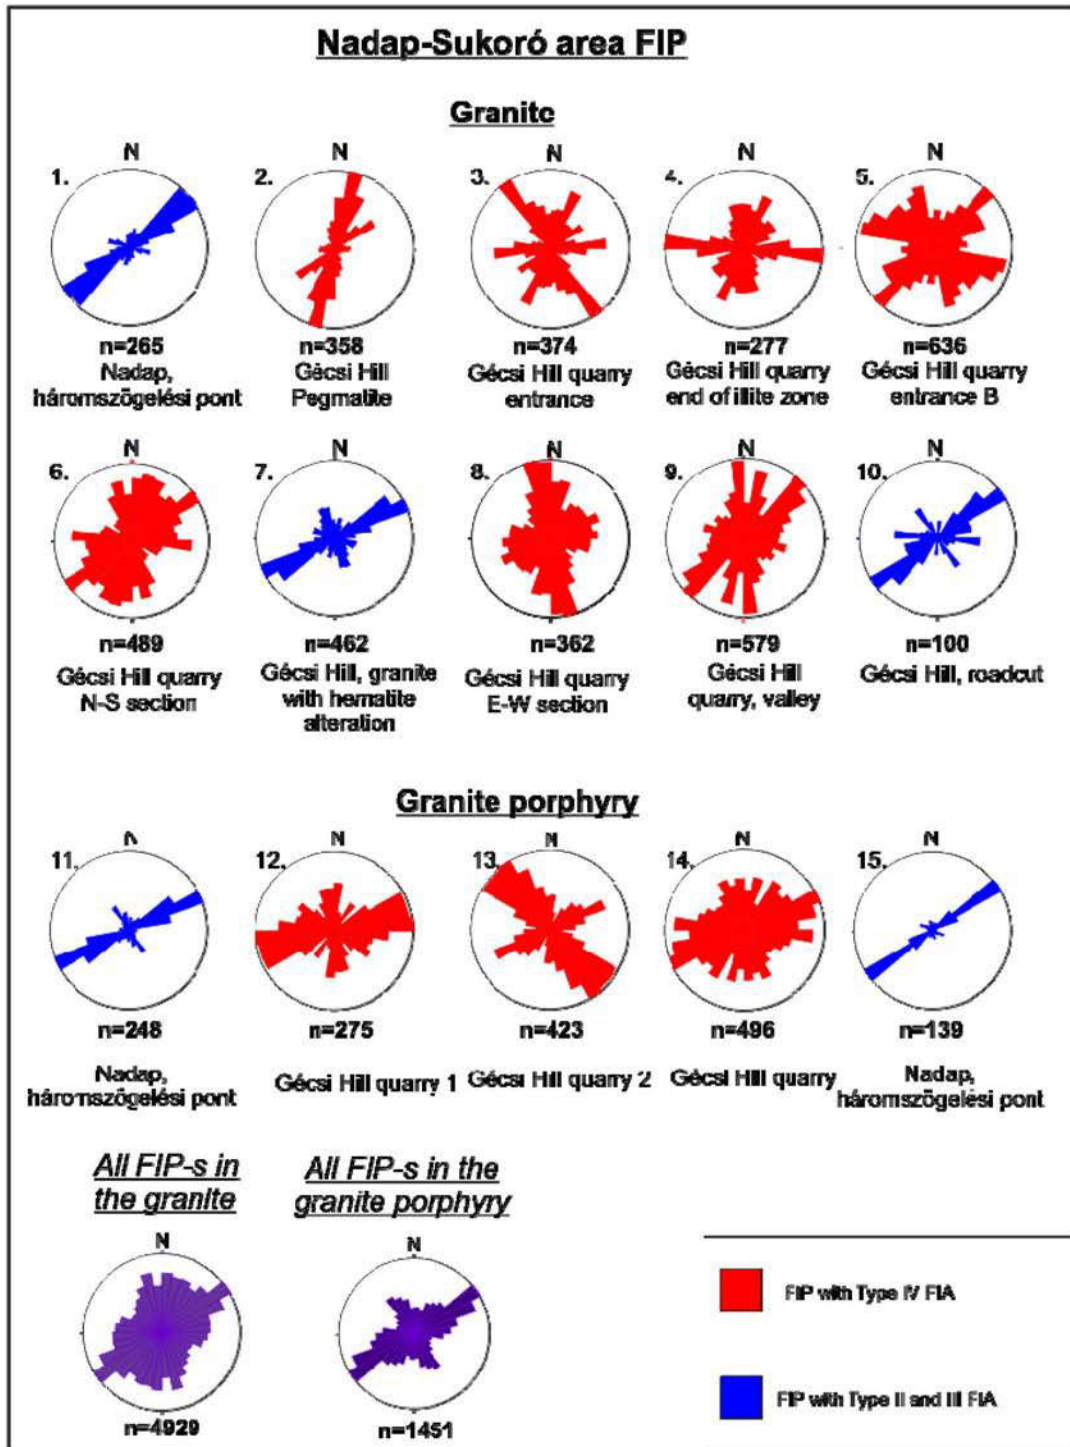 Nadap-Sukoró area FIP
Granite
N N N N N
1. 2. 3. 4. 5.
n=265 n=358 n=374 n=277 n=636
Nadap, Gécsi Hill Gécsi Hill quarry Gécsi Hill quarry Gécsi Hill quarry
háromszögelési pont Pegmatite entrance end of illite zone entrance B
N N N N N
6. 7. 8. 9. 10.
n=489 n=462 n=362 n=579 n=100
Gécsi Hill quarry Gécsi Hill, granite Gécsi Hill quarry Gécsi Hill Gécsi Hill, roadcut
N-S section with hematite E-W section quarry, valley
alteration
Granite porphyry
N N N N N
11. 12. 13. 14. 15.
n=248 n=275 n=423 n=496 n=139
Nadap, Gécsi Hill quarry 1 Gécsi Hill quarry 2 Gécsi Hill quarry Nadap,
háromszögelési pont háromszögelési pont
All FIP-s in All FIP-s in the
the granite granite porphyry
N N
n=4929 n=1451
FIP with Type IV FIA
FIP with Type II and III FIA